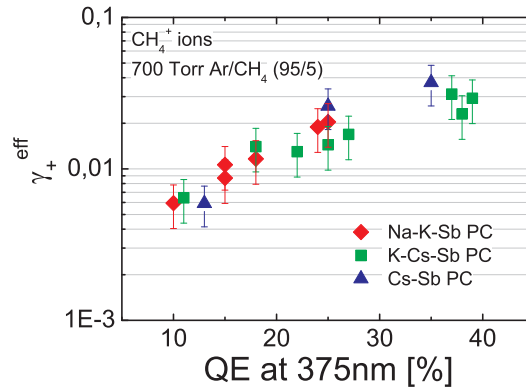 0,1
CH₄⁺ ions
700 Torr Ar/CH₄ (95/5)
γ₊ᵉᶠᶠ
0,01
Na-K-Sb PC
K-Cs-Sb PC
Cs-Sb PC
1E-3
10 20 30 40
QE at 375nm [%]